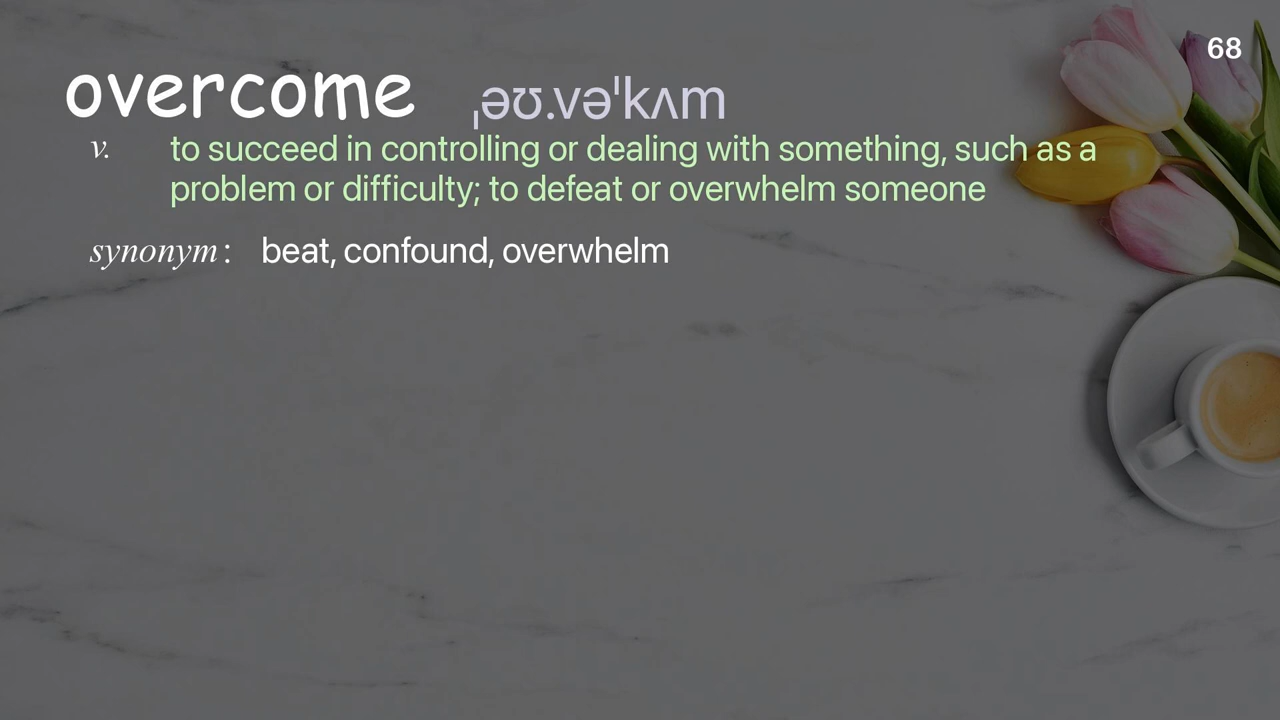 68
overcome ˌəʊ.vəˈkʌm
v. to succeed in controlling or dealing with something, such as a
problem or difficulty; to defeat or overwhelm someone
synonym: beat, confound, overwhelm